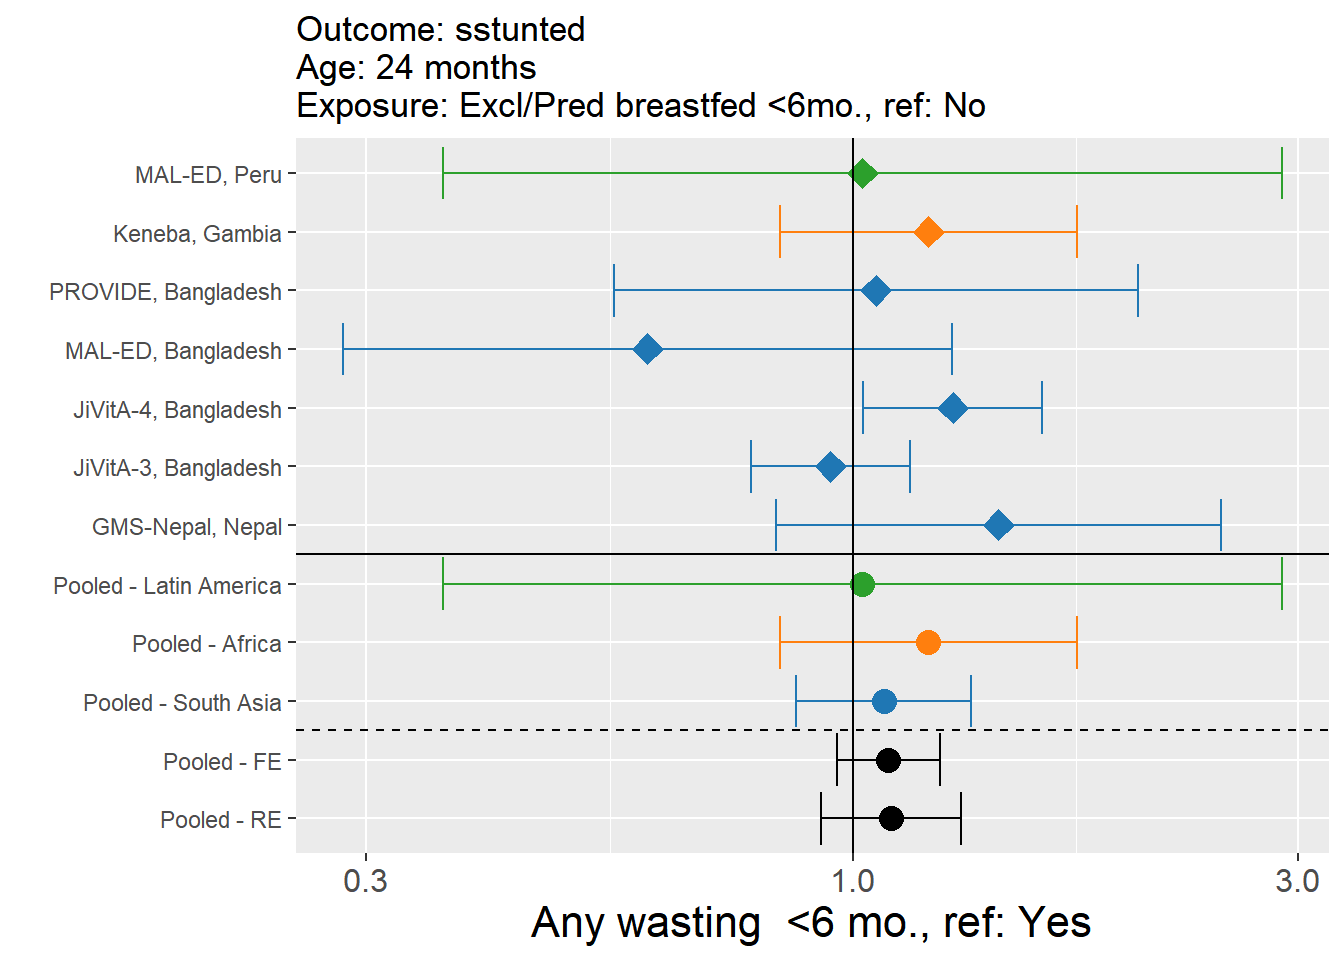 Outcome: sstunted
Age: 24 months
Exposure: Excl/Pred breastfed <6mo., ref: No
MAL-ED, Peru
Keneba, Gambia
PROVIDE, Bangladesh
MAL-ED, Bangladesh
JiVitA-4, Bangladesh
JiVitA-3, Bangladesh
GMS-Nepal, Nepal
Pooled - Latin America
Pooled - Africa
Pooled - South Asia
Pooled - FE
Pooled - RE
0.3 1.0 3.0
Any wasting  <6 mo., ref: Yes